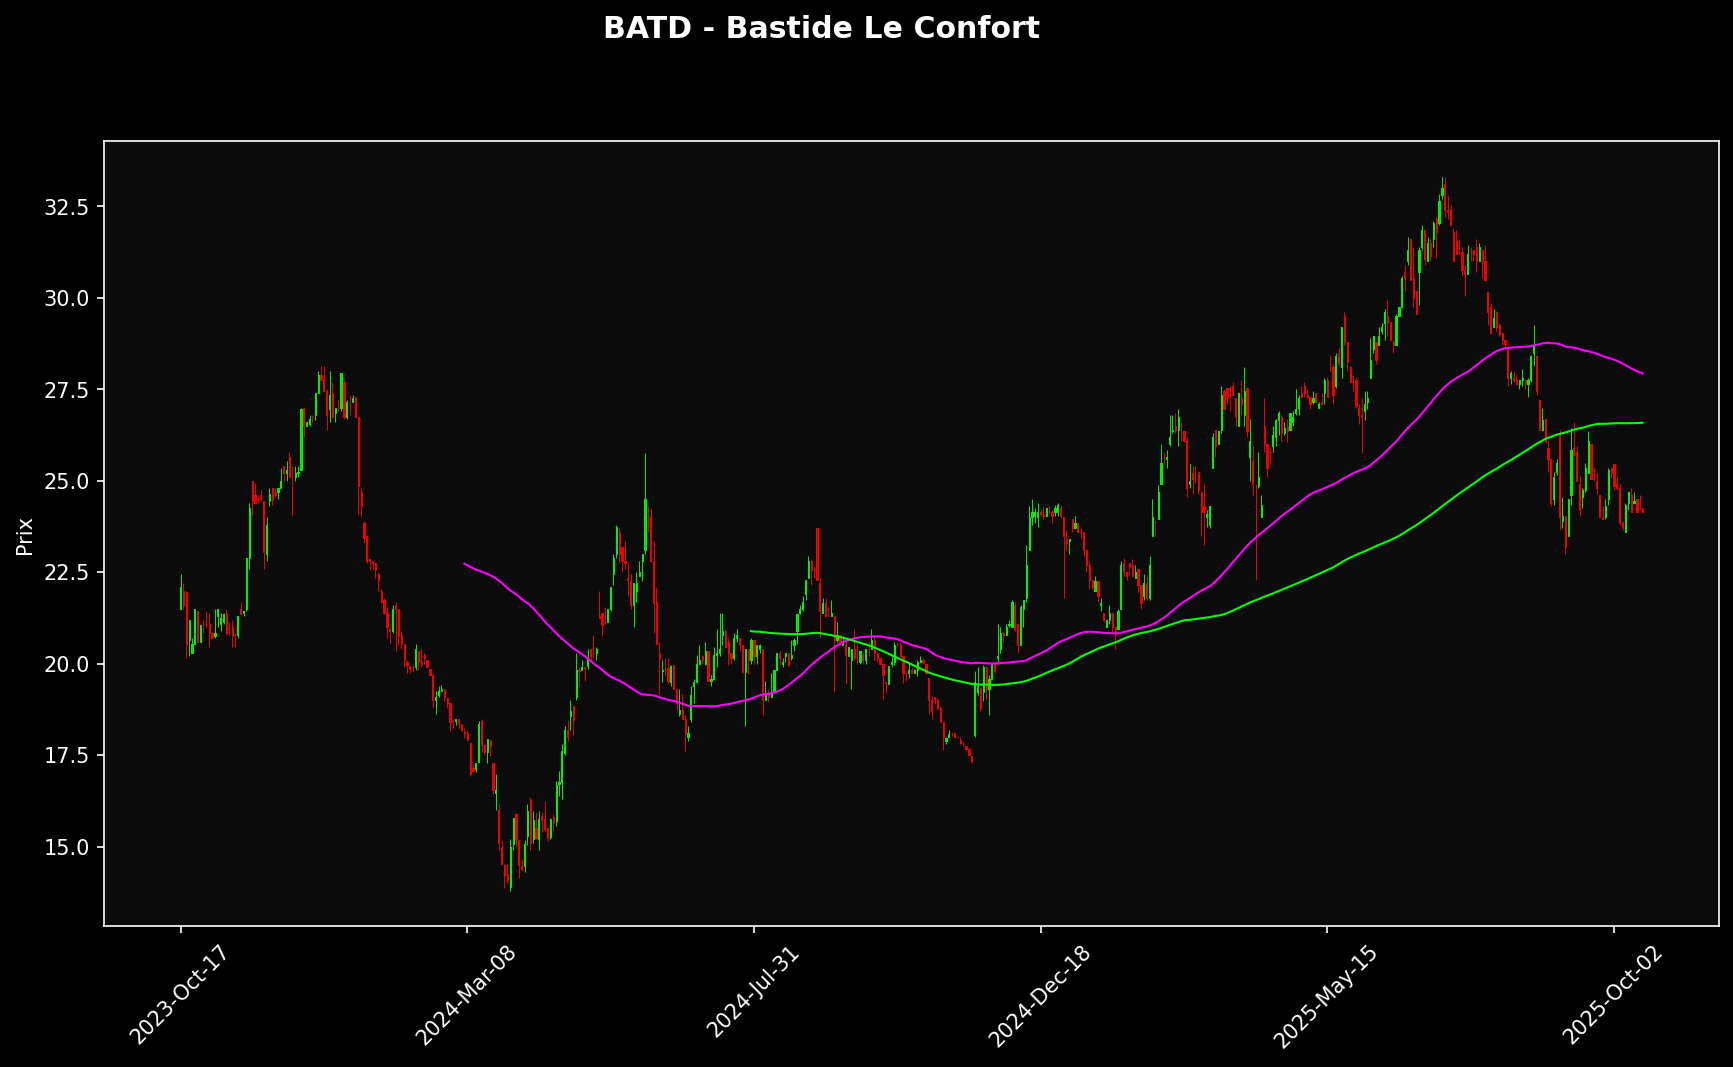 BATD - Bastide Le Confort
Prix
32.5
30.0
27.5
25.0
22.5
20.0
17.5
15.0
2023-Oct-17
2024-Mar-08
2024-Jul-31
2024-Dec-18
2025-May-15
2025-Oct-02